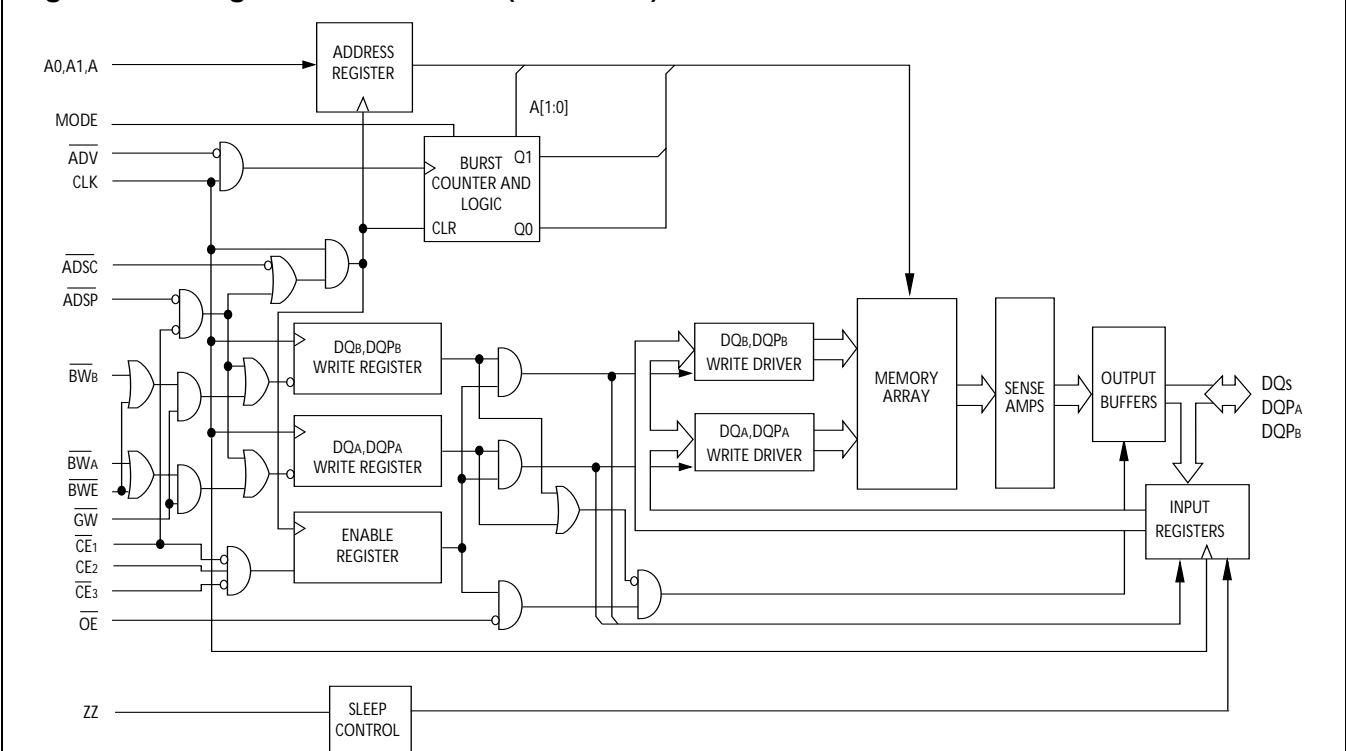 ADDRESS
REGISTER
A0,A1,A
A[1:0]
MODE
ADV
CLK
BURST
COUNTER AND
LOGIC
Q1
CLR
Q0
ADSC
ADSP
DQB,DQPB
WRITE REGISTER
DQB,DQPB
WRITE DRIVER
MEMORY
ARRAY
SENSE
AMPS
OUTPUT
BUFFERS
DQs
DQPA
DQPB
BWB
DQA,DQPA
WRITE REGISTER
DQA,DQPA
WRITE DRIVER
BWA
BWE
GW
CE1
CE2
CE3
OE
ENABLE
REGISTER
INPUT
REGISTERS
ZZ
SLEEP
CONTROL